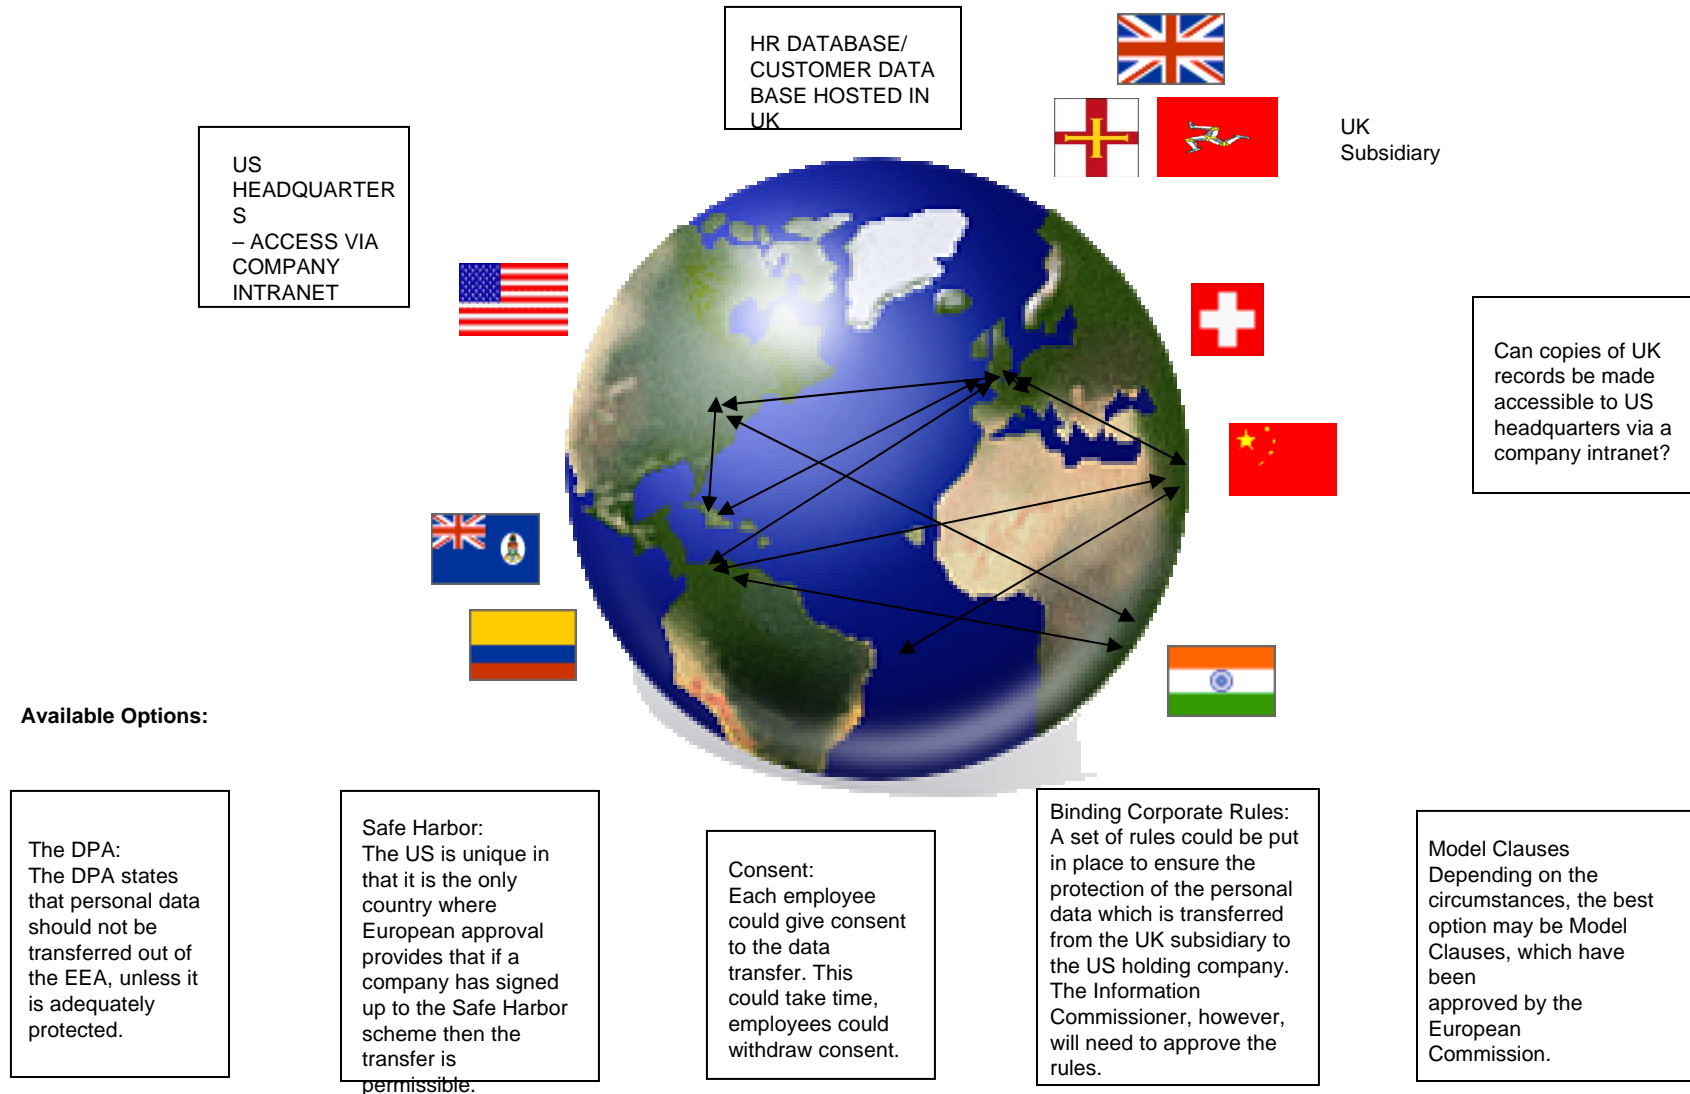 HR DATABASE/
CUSTOMER DATA
BASE HOSTED IN
UK
UK
Subsidiary
US
HEADQUARTER
S
– ACCESS VIA
COMPANY
INTRANET
Can copies of UK
records be made
accessible to US
headquarters via a
company intranet?
Available Options:
The DPA:
The DPA states
that personal data
should not be
transferred out of
the EEA, unless it
is adequately
protected.
Safe Harbor:
The US is unique in
that it is the only
country where
European approval
provides that if a
company has signed
up to the Safe Harbor
scheme then the
transfer is
permissible.
Consent:
Each employee
could give consent
to the data
transfer. This
could take time,
employees could
withdraw consent.
Binding Corporate Rules:
A set of rules could be put
in place to ensure the
protection of the personal
data which is transferred
from the UK subsidiary to
the US holding company.
The Information
Commissioner, however,
will need to approve the
rules.
Model Clauses
Depending on the
circumstances, the best
option may be Model
Clauses, which have
been
approved by the
European
Commission.